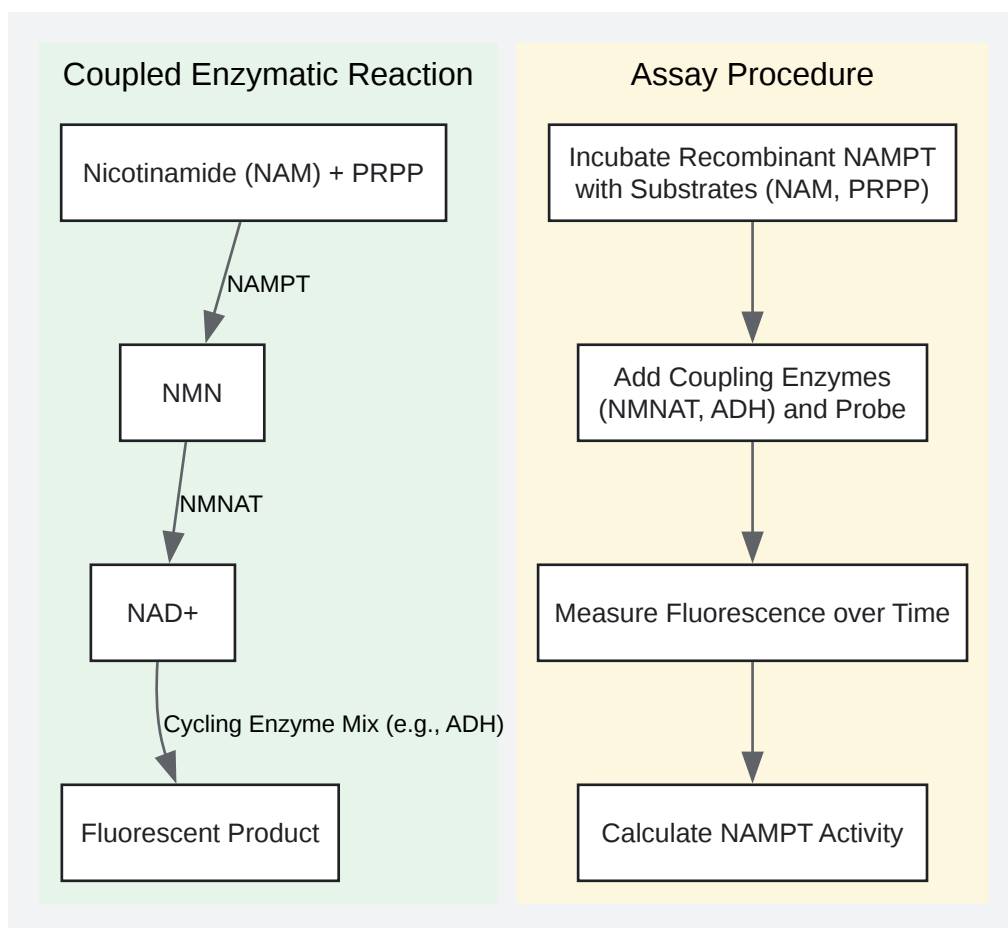 Coupled Enzymatic Reaction
Nicotinamide (NAM) + PRPP
NAMPT
NMN
NMNAT
NAD+
Cycling Enzyme Mix (e.g., ADH)
Fluorescent Product
Assay Procedure
Incubate Recombinant NAMPT
with Substrates (NAM, PRPP)
Add Coupling Enzymes
(NMNAT, ADH) and Probe
Measure Fluorescence over Time
Calculate NAMPT Activity